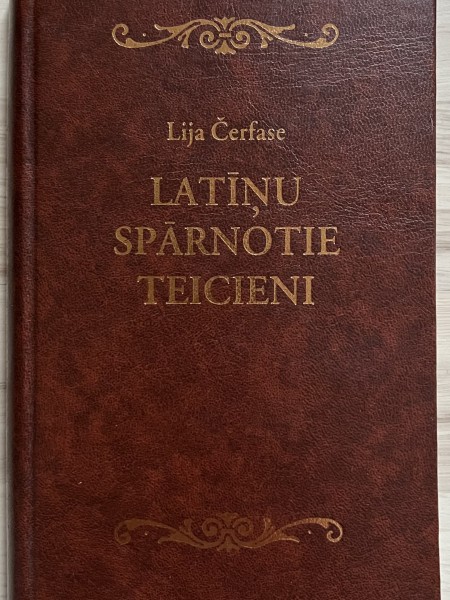 Lija Čerfase
LATĪŅU
SPĀRNOTIE
TEICIENI